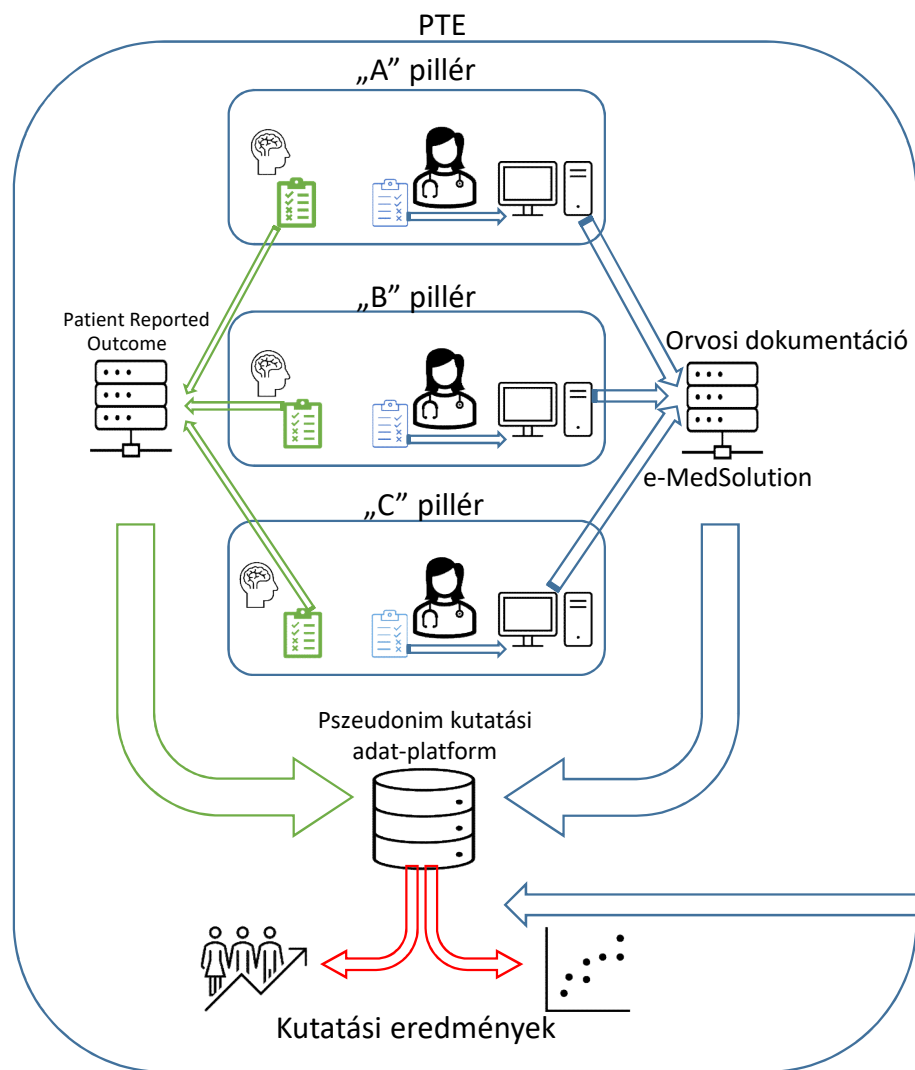 PTE
„A” pillér
„B” pillér
Patient Reported
Outcome
Orvosi dokumentáció
e-MedSolution
„C” pillér
Pszeudonim kutatási
adat-platform
Kutatási eredmények